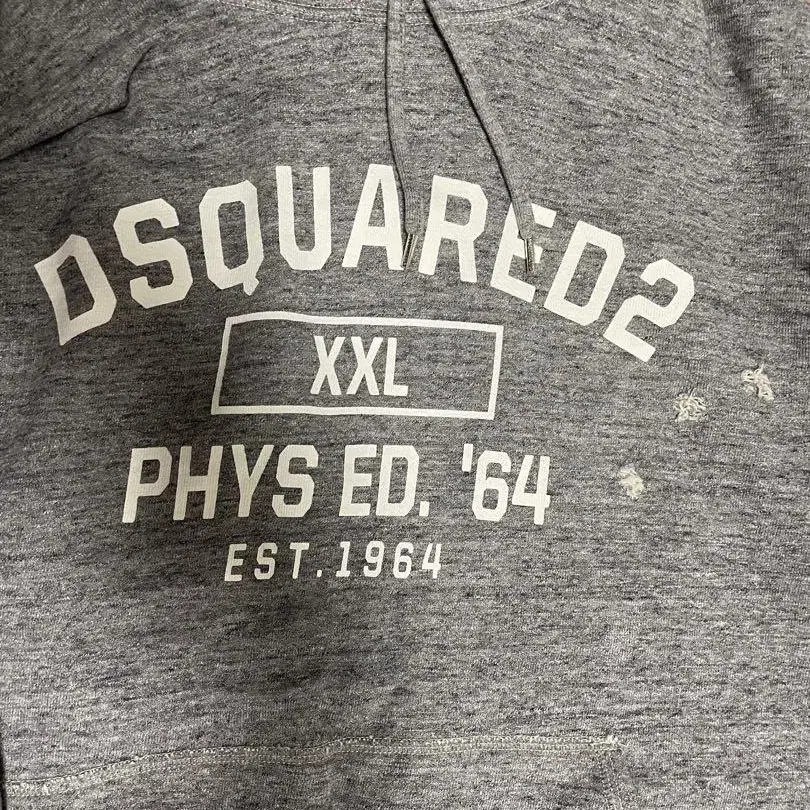 DSQUARED2
XXL
PHYS ED. '64
EST.1964